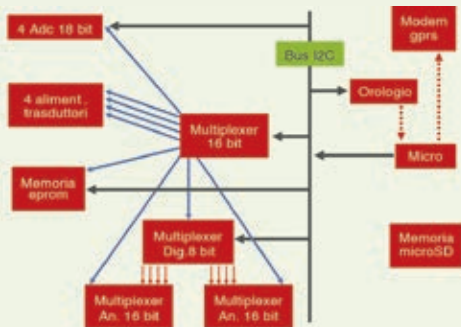 4 Adc 18 bit
Modem
gprs
Bus I2C
4 aliment.
trasduttori
Orologio
Multiplexer
16 bit
Micro
Memoria
eprom
Multiplexer
Dig.8 bit
Memoria
microSD
Multiplexer
An. 16 bit
Multiplexer
An. 16 bit